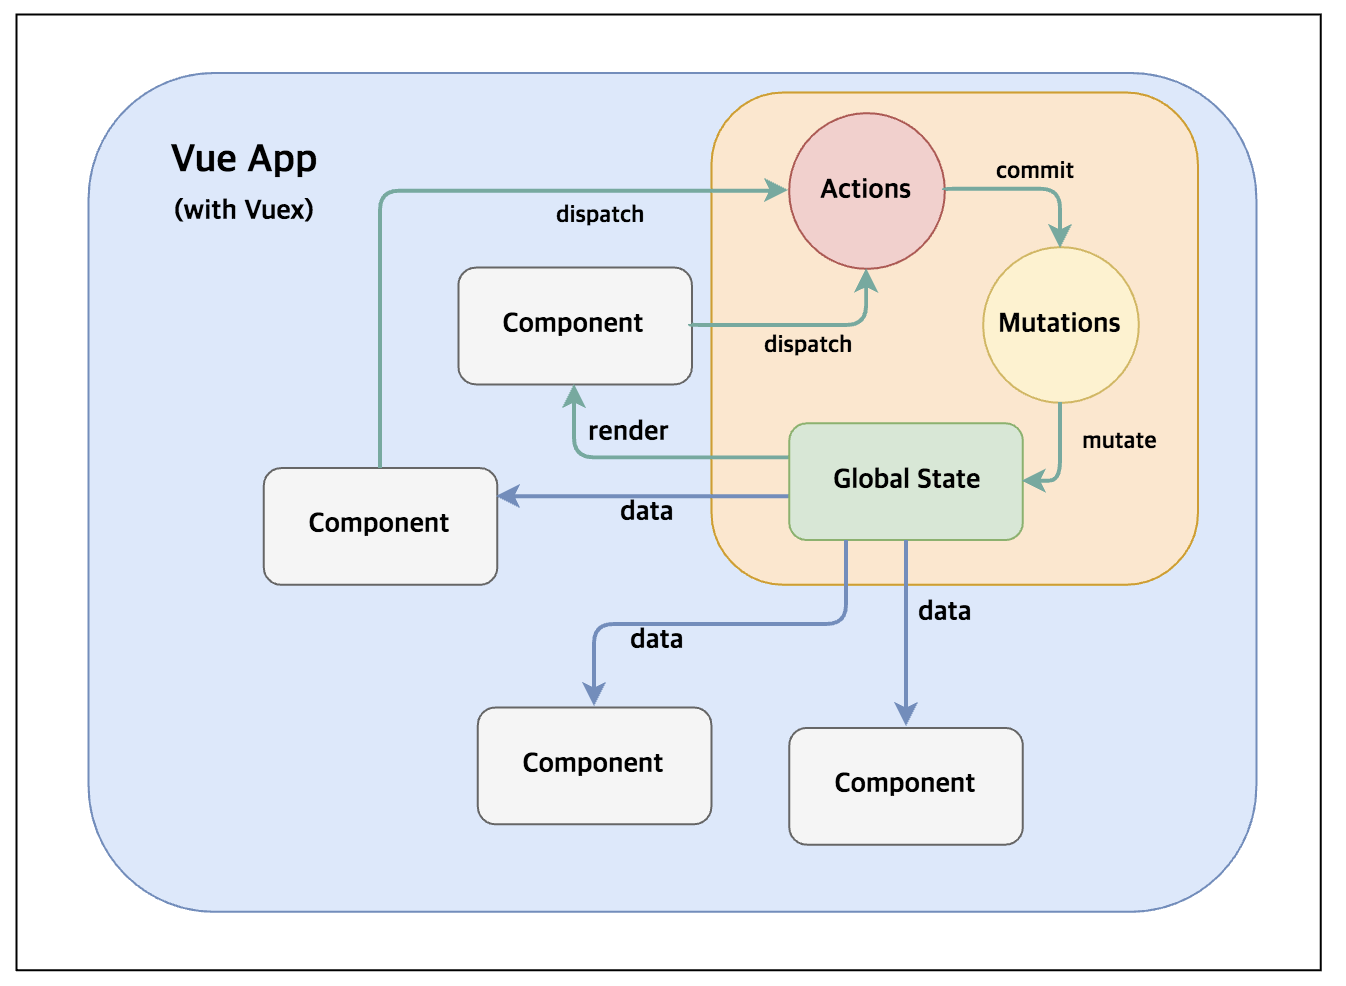 Vue App
(with Vuex)
Actions
commit
dispatch
Component
Mutations
dispatch
render
mutate
Global State
data
Component
data
data
Component
Component